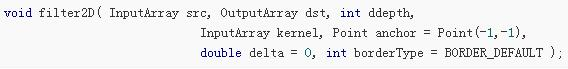 void filter2D( InputArray src, OutputArray dst, int ddepth,
InputArray kernel, Point anchor = Point(-1,-1),
double delta = 0, int borderType = BORDER_DEFAULT );